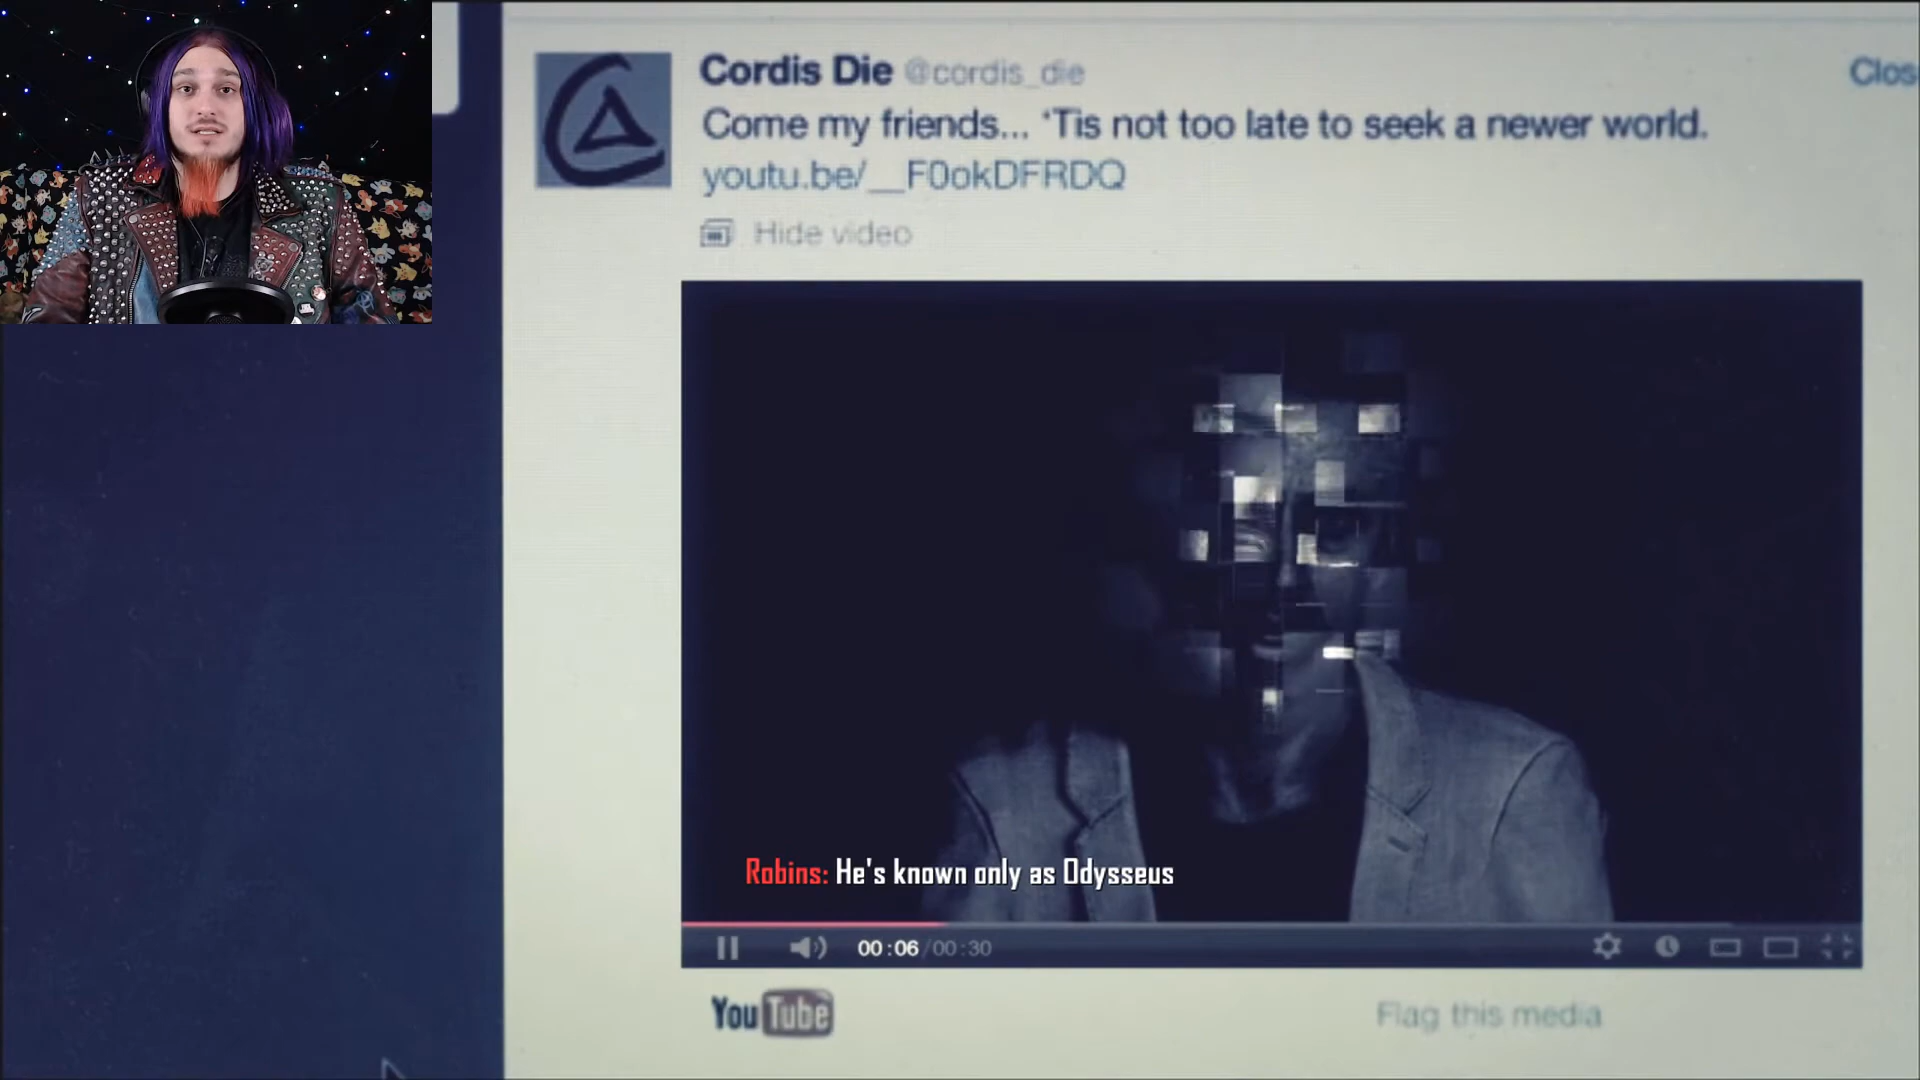 Cordis Die @cordis_die
Clos
Come my friends... 'Tis not too late to seek a newer world.
youtu.be/__F0okDFRDQ
Hide video
Robins: He's known only as Odysseus
00:06/00:30
YouTube
Flag this media